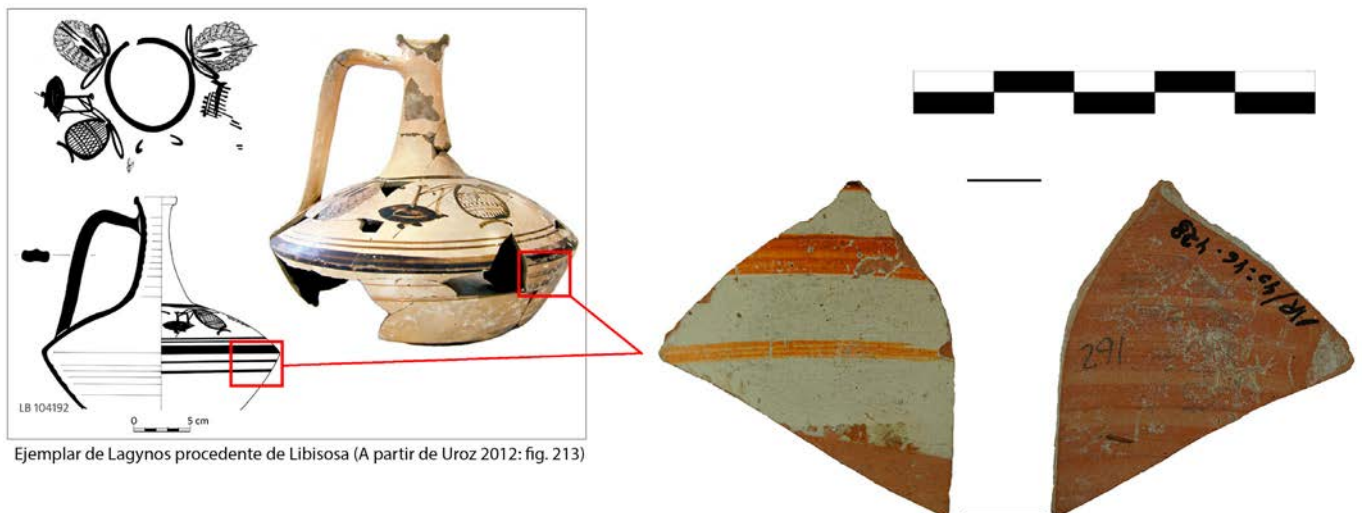 LB 104192
0 5 cm
Ejemplar de Lagynos procedente de Libisosa (A partir de Uroz 2012: fig. 213)
291